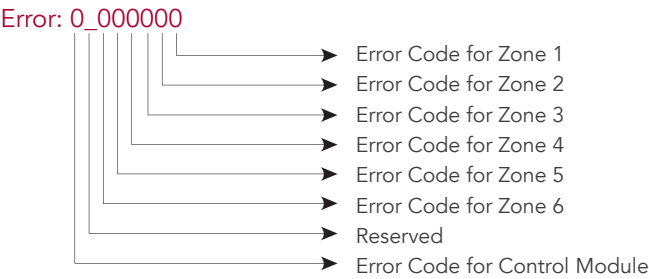 Error: 0_000000
Error Code for Zone 1
Error Code for Zone 2
Error Code for Zone 3
Error Code for Zone 4
Error Code for Zone 5
Error Code for Zone 6
Reserved
Error Code for Control Module